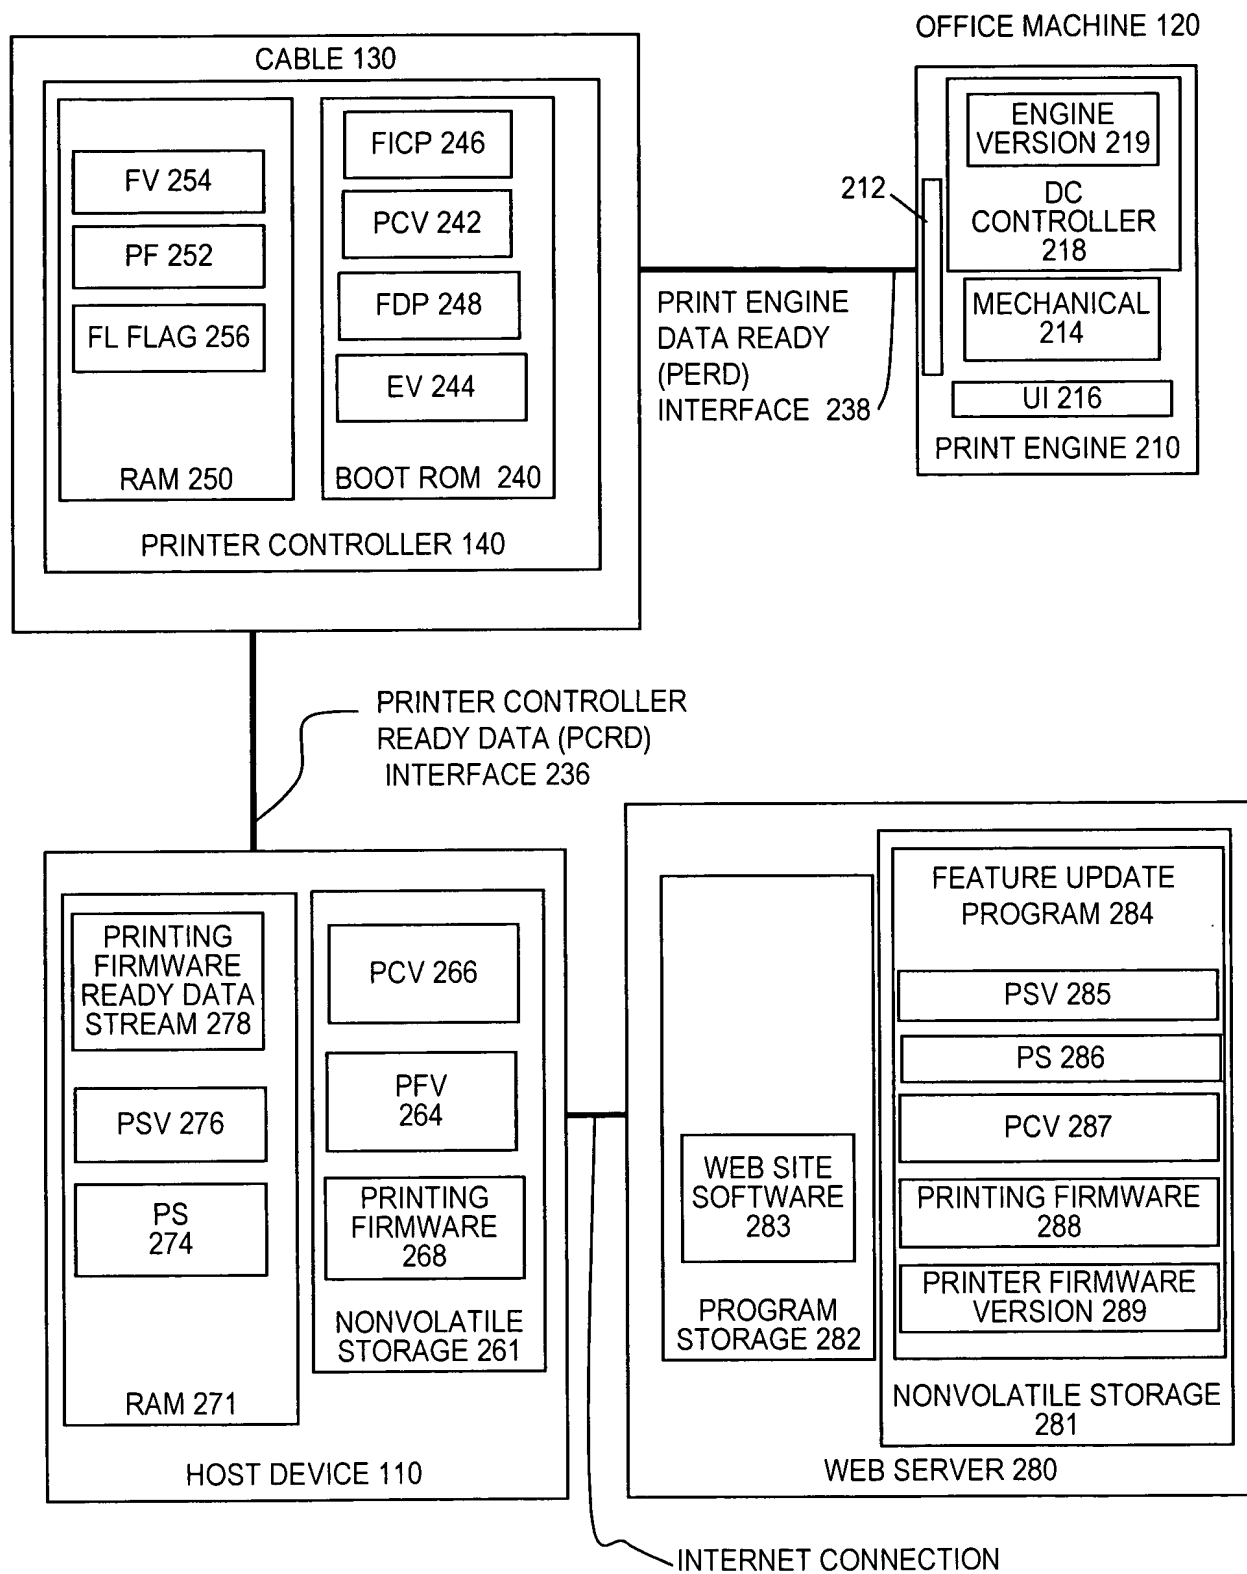 OFFICE MACHINE 120
CABLE 130
FV 254
PF 252
FL FLAG 256
RAM 250
FICP 246
PCV 242
FDP 248
EV 244
BOOT ROM 240
PRINTER CONTROLLER 140
ENGINE
VERSION 219
DC
CONTROLLER
218
212
MECHANICAL
214
UI 216
PRINT ENGINE 210
PRINT ENGINE
DATA READY
(PERD)
INTERFACE 238
PRINTER CONTROLLER
READY DATA (PCRD)
INTERFACE 236
PRINTING
FIRMWARE
READY DATA
STREAM 278
PSV 276
PS
274
RAM 271
PCV 266
PFV
264
PRINTING
FIRMWARE
268
NONVOLATILE
STORAGE 261
HOST DEVICE 110
WEB SITE
SOFTWARE
283
PROGRAM
STORAGE 282
FEATURE UPDATE
PROGRAM 284
PSV 285
PS 286
PCV 287
PRINTING FIRMWARE
288
PRINTER FIRMWARE
VERSION 289
NONVOLATILE STORAGE
281
WEB SERVER 280
INTERNET CONNECTION